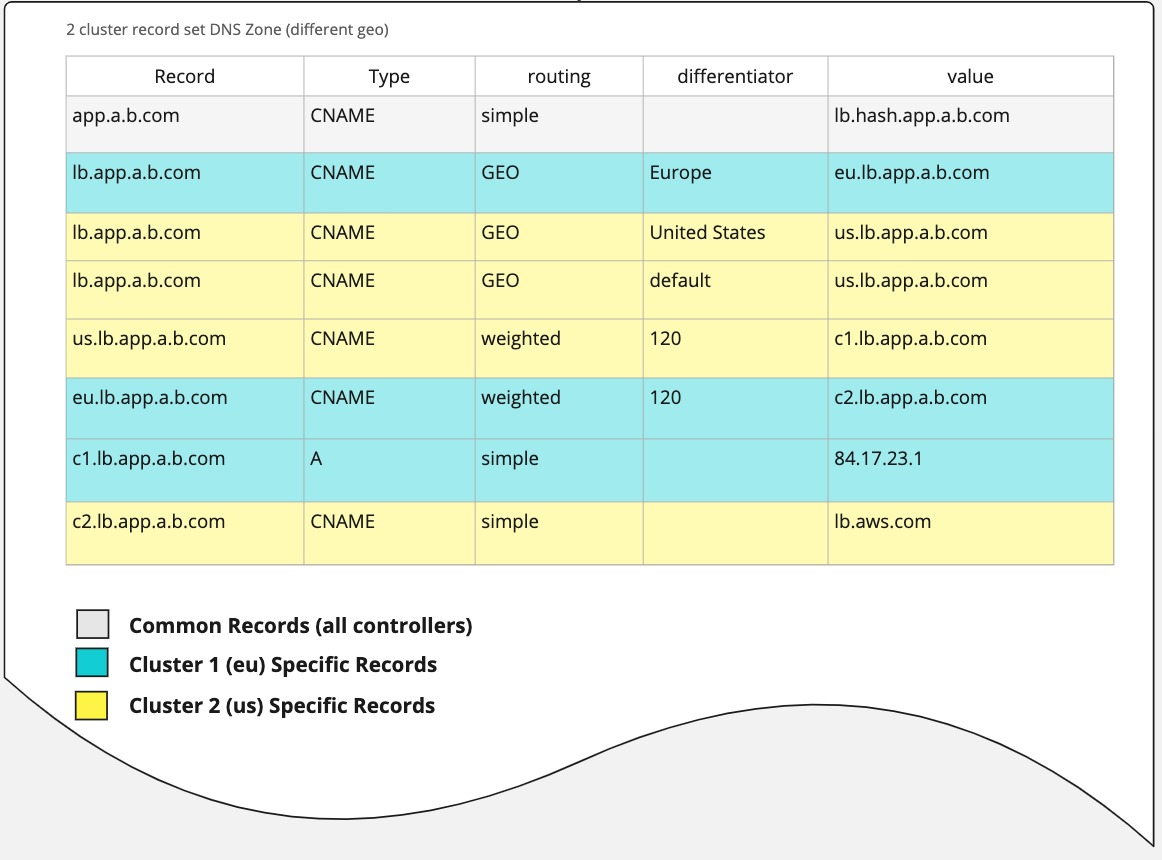 2 cluster record set DNS Zone (different geo)
Record Type routing differentiator value
app.a.b.com CNAME simple lb.hash.app.a.b.com
lb.app.a.b.com CNAME GEO Europe eu.lb.app.a.b.com
lb.app.a.b.com CNAME GEO United States us.lb.app.a.b.com
lb.app.a.b.com CNAME GEO default us.lb.app.a.b.com
us.lb.app.a.b.com CNAME weighted 120 c1.lb.app.a.b.com
eu.lb.app.a.b.com CNAME weighted 120 c2.lb.app.a.b.com
c1.lb.app.a.b.com A simple 84.17.23.1
c2.lb.app.a.b.com CNAME simple lb.aws.com
Common Records (all controllers)
Cluster 1 (eu) Specific Records
Cluster 2 (us) Specific Records